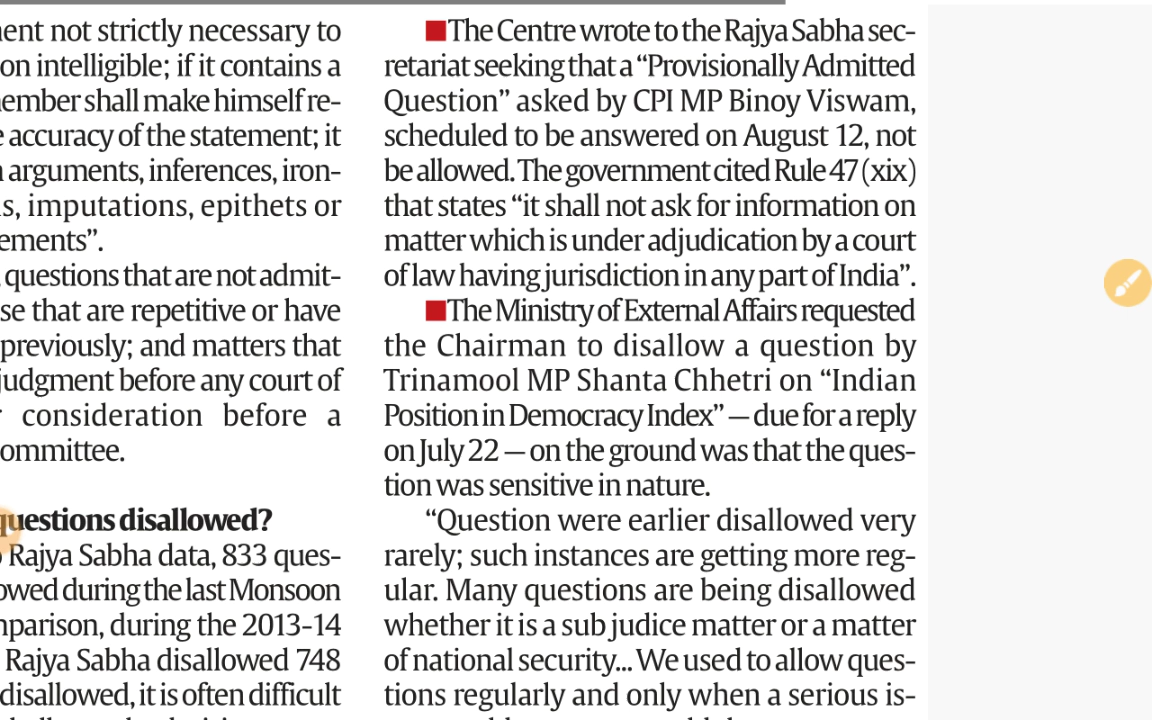 ent not strictly necessary to
on intelligible; if it contains a
ember shall make himself re-
accuracy of the statement; it
arguments, inferences, iron-
s, imputations, epithets or
ements”.
questions that are not admit-
se that are repetitive or have
previously; and matters that
judgment before any court of
consideration before a
ommittee.
questions disallowed?
Rajya Sabha data, 833 ques-
owed during the last Monsoon
mparison, during the 2013-14
Rajya Sabha disallowed 748
disallowed, it is often difficult
■The Centre wrote to the Rajya Sabha sec-
retariat seeking that a “Provisionally Admitted
Question” asked by CPI MP Binoy Viswam,
scheduled to be answered on August 12, not
be allowed. The government cited Rule 47 (xix)
that states “it shall not ask for information on
matter which is under adjudication by a court
of law having jurisdiction in any part of India”.
■The Ministry of External Affairs requested
the Chairman to disallow a question by
Trinamool MP Shanta Chhetri on “Indian
Position in Democracy Index” — due for a reply
on July 22 — on the ground was that the ques-
tion was sensitive in nature.
“Question were earlier disallowed very
rarely; such instances are getting more reg-
ular. Many questions are being disallowed
whether it is a sub judice matter or a matter
of national security... We used to allow ques-
tions regularly and only when a serious is-